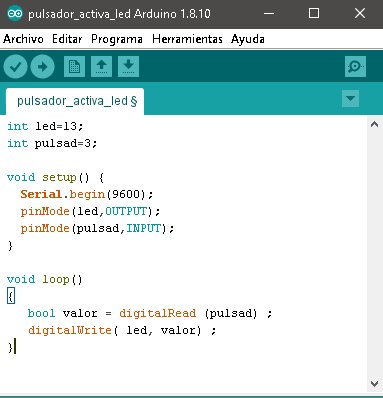 pulsador_activa_led Arduino 1.8.10
Archivo Editar Programa Herramientas Ayuda
pulsador_activa_led §
int led=13;
int pulsad=3;
void setup() {
  Serial.begin(9600);
  pinMode(led,OUTPUT);
  pinMode(pulsad,INPUT);
}
void loop()
{
   bool valor = digitalRead (pulsad) ;
   digitalWrite( led, valor) ;
}